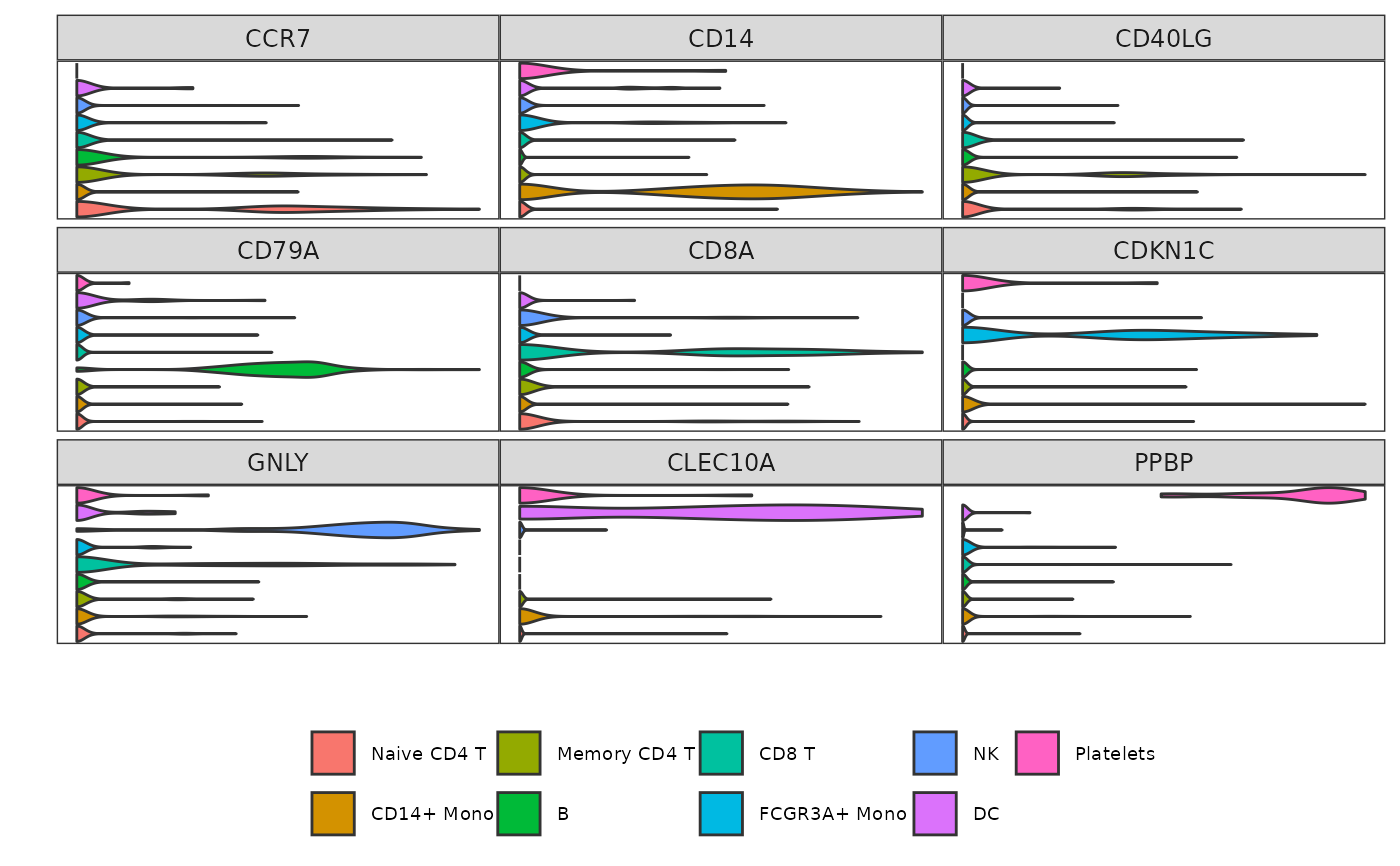 CCR7 CD14 CD40LG
CD79A CD8A CDKN1C
GNLY CLEC10A PPBP
Naive CD4 T Memory CD4 T CD8 T NK Platelets
CD14+ Mono B FCGR3A+ Mono DC